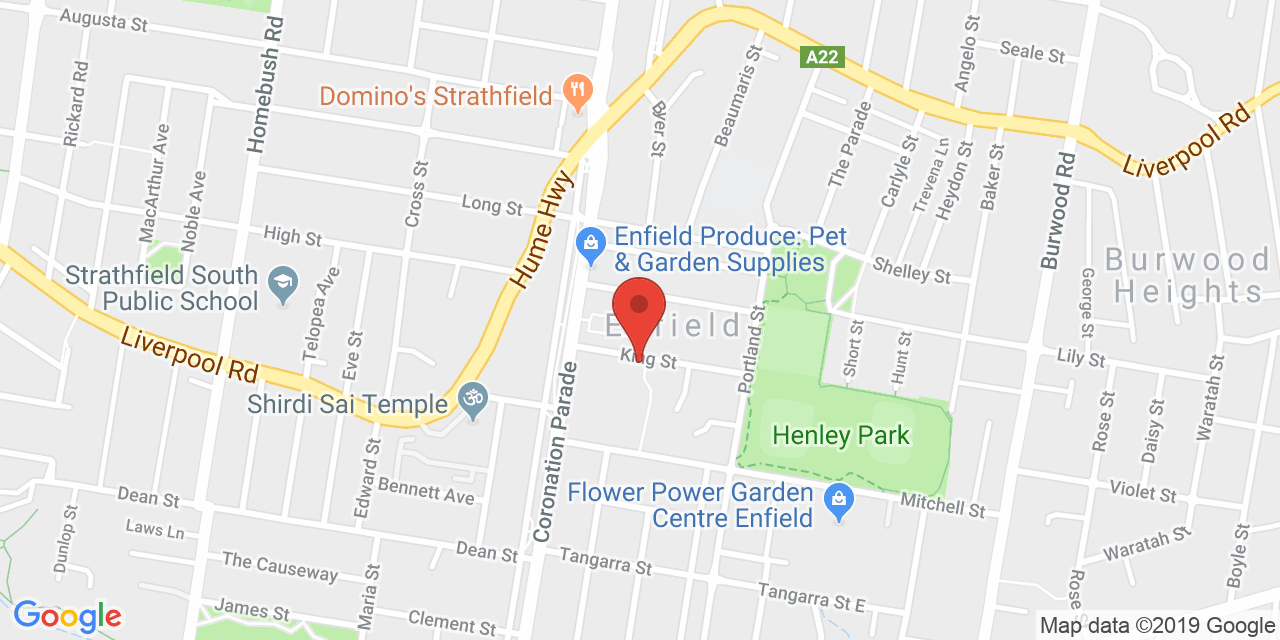 Augusta St
Homebush Rd
Rickard Rd
Domino's Strathfield
A22
Angelo St
Seale St
Beaumaris St
Byer St
The Parade
Carlyle St
Trevena Ln
Heydon St
Baker St
Liverpool Rd
Burwood Rd
MacArthur Ave
Noble Ave
Cross St
Long St
Hume Hwy
High St
Enfield Produce: Pet
& Garden Supplies
Shelley St
Burwood
Heights
George St
Strathfield South
Public School
Telopea Ave
Eve St
Liverpool Rd
Enfield
King St
Portland St
Short St
Hunt St
Lily St
Shirdi Sai Temple
Coronation Parade
Henley Park
Rose St
Daisy St
Waratah St
Edward St
Bennett Ave
Dean St
Flower Power Garden
Centre Enfield
Mitchell St
Violet St
Dunlop St
Laws Ln
Dean St
Tangarra St
The Causeway
Maria St
Waratah St
Boyle St
Tangarra St E
Rose St
James St
Clement St
Google
Map data ©2019 Google